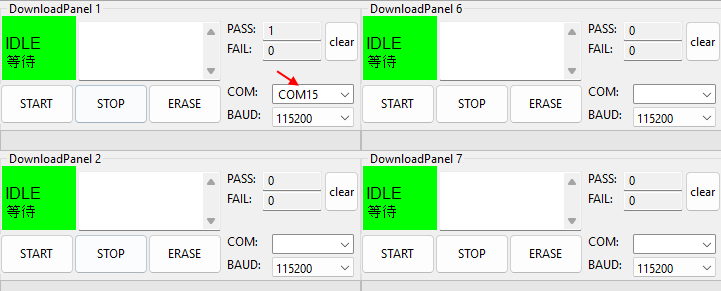 DownloadPanel 1
IDLE
等待
PASS: 1
FAIL: 0
clear
START STOP ERASE
COM: COM15
BAUD: 115200
DownloadPanel 6
IDLE
等待
PASS: 0
FAIL: 0
clear
START STOP ERASE
COM:
BAUD: 115200
DownloadPanel 2
IDLE
等待
PASS: 0
FAIL: 0
clear
START STOP ERASE
COM:
BAUD: 115200
DownloadPanel 7
IDLE
等待
PASS: 0
FAIL: 0
clear
START STOP ERASE
COM:
BAUD: 115200